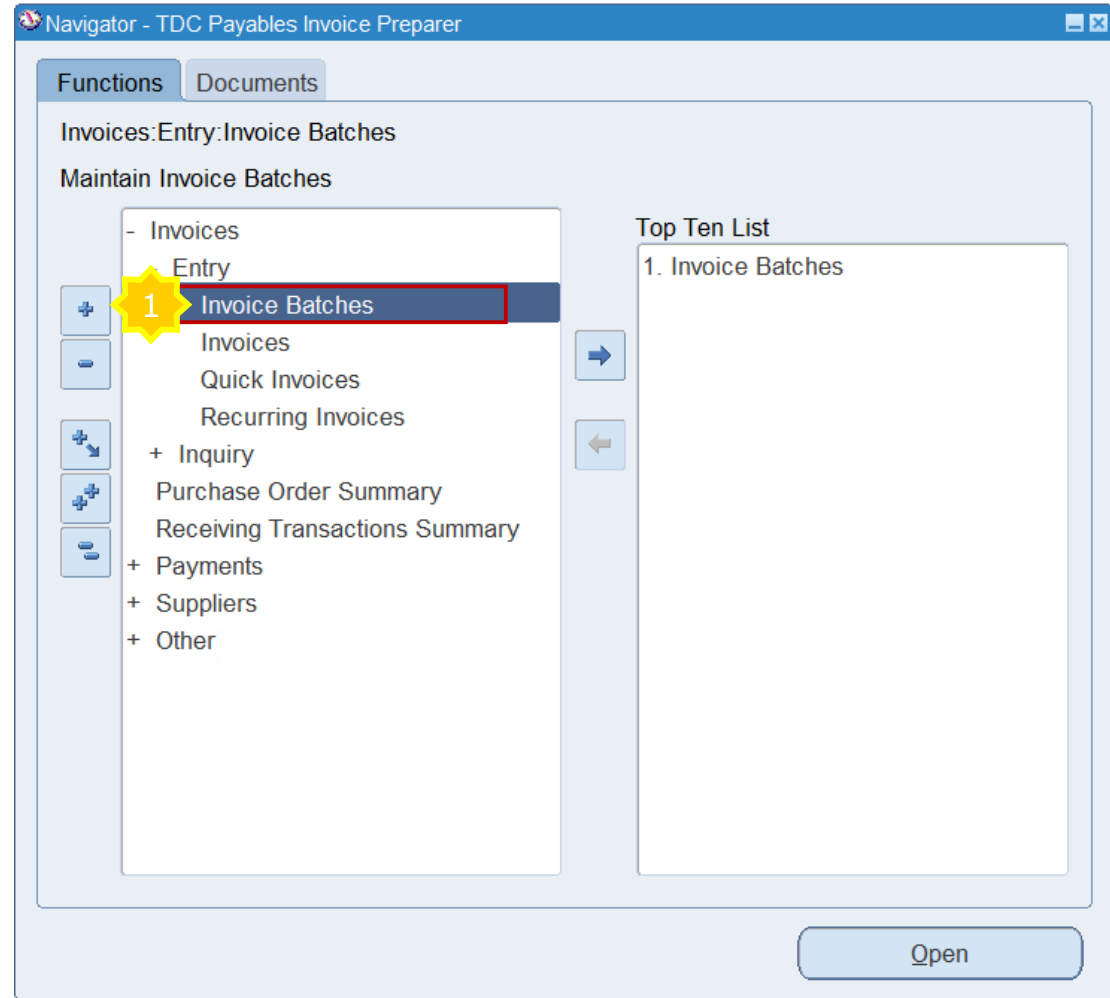 Navigator - TDC Payables Invoice Preparer
Functions
Documents
Invoices:Entry:Invoice Batches
Maintain Invoice Batches
- Invoices
- Entry
1
Invoice Batches
Invoices
Quick Invoices
Recurring Invoices
+ Inquiry
Purchase Order Summary
Receiving Transactions Summary
+ Payments
+ Suppliers
+ Other
Top Ten List
1. Invoice Batches
Open